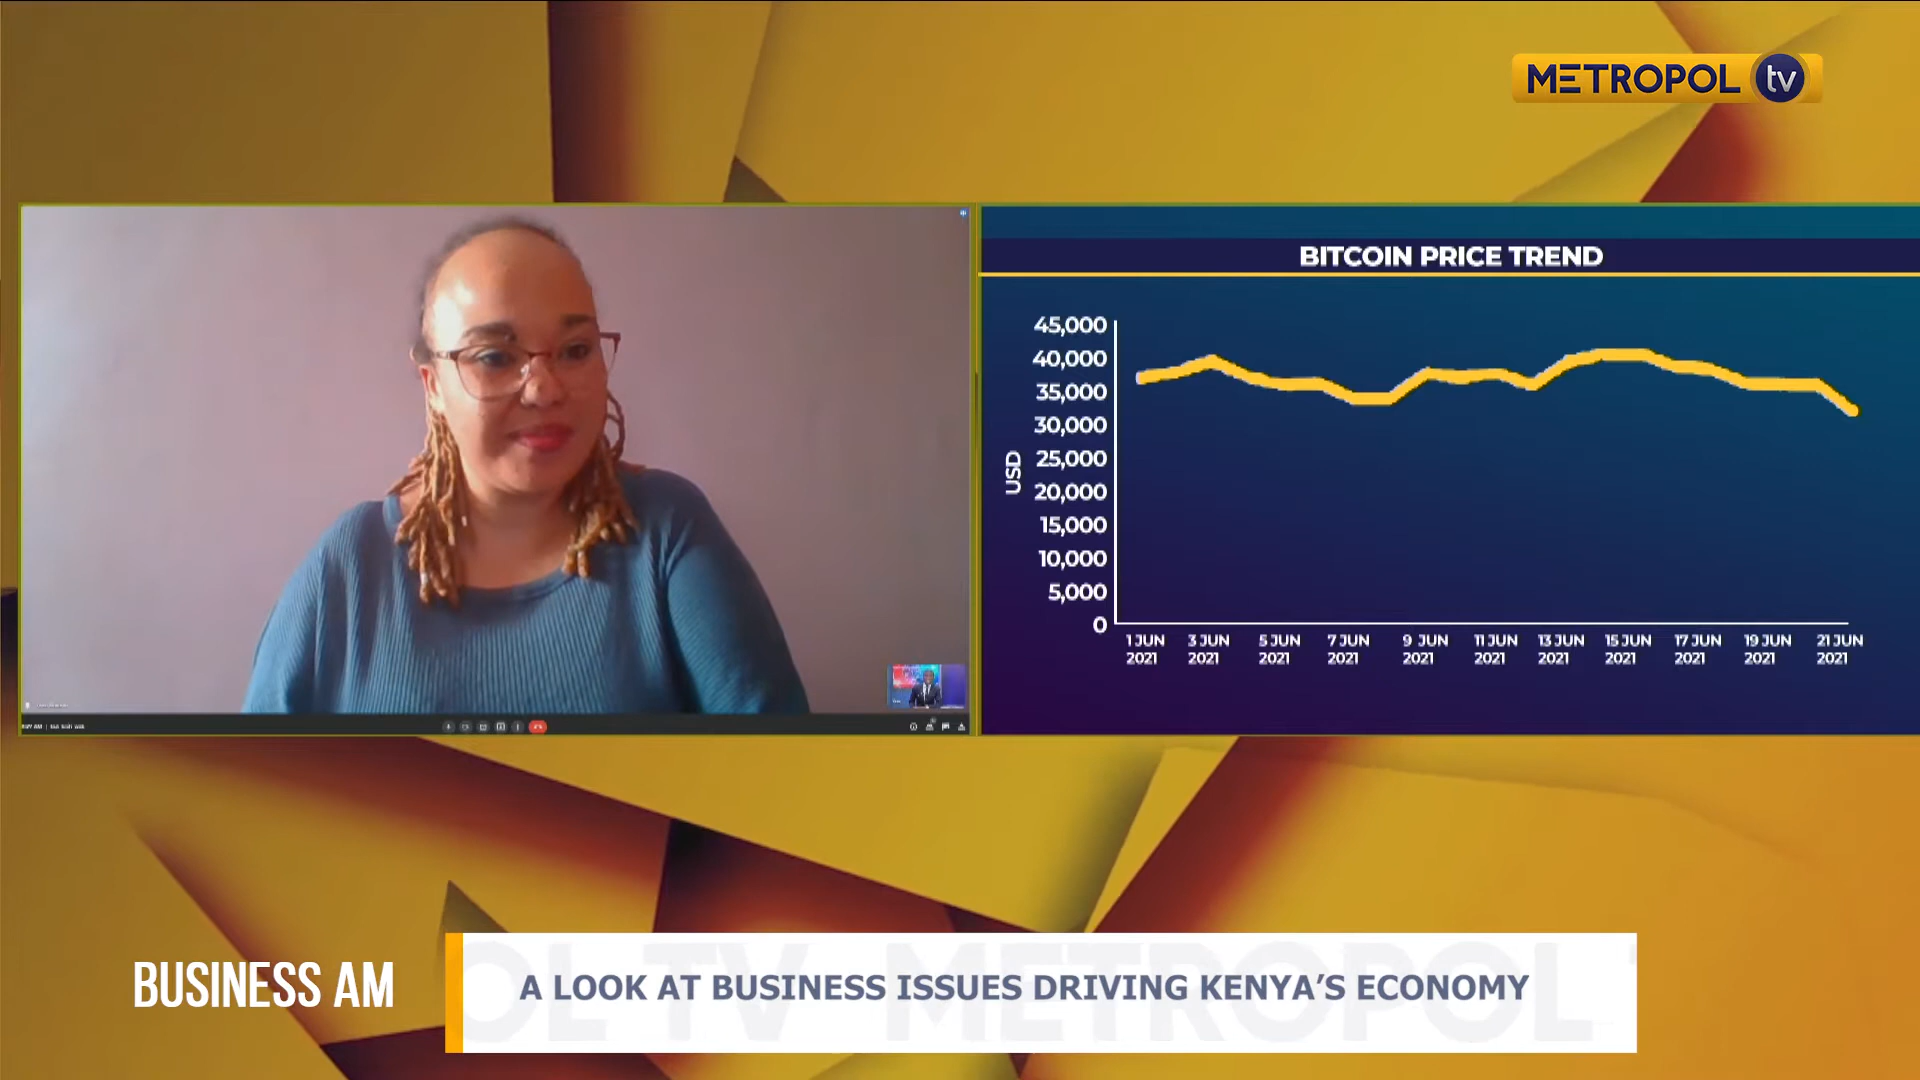 METROPOL tv
BITCOIN PRICE TREND
45,000
40,000
35,000
30,000
25,000
20,000
15,000
10,000
5,000
0
USD
1 JUN 2021
3 JUN 2021
5 JUN 2021
7 JUN 2021
9 JUN 2021
11 JUN 2021
13 JUN 2021
15 JUN 2021
17 JUN 2021
19 JUN 2021
21 JUN 2021
BUSINESS AM
A LOOK AT BUSINESS ISSUES DRIVING KENYA’S ECONOMY
OL TV METROPOL